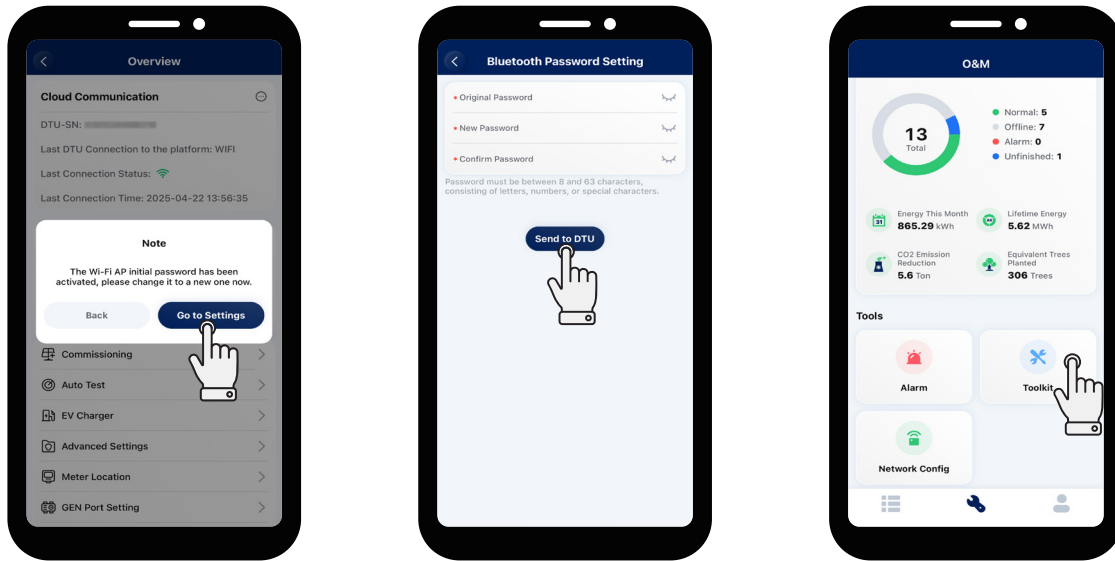 Overview
Cloud Communication
DTU-SN:
Last DTU Connection to the platform: WIFI
Last Connection Status:
Last Connection Time: 2025-04-22 13:56:35
Note
The Wi-Fi AP initial password has been
activated, please change it to a new one now.
Back
Go to Settings
Commissioning
Auto Test
EV Charger
Advanced Settings
Meter Location
GEN Port Setting
Bluetooth Password Setting
* Original Password
* New Password
* Confirm Password
Password must be between 8 and 63 characters,
consisting of letters, numbers, or special characters.
Send to DTU
O&M
13
Total
Normal: 5
Offline: 7
Alarm: 0
Unfinished: 1
31
Energy This Month
865.29 kWh
Lifetime Energy
5.62 MWh
CO2 Emission
Reduction
5.6 Ton
Equivalent Trees
Planted
306 Trees
Tools
Alarm
Toolkit
Network Config